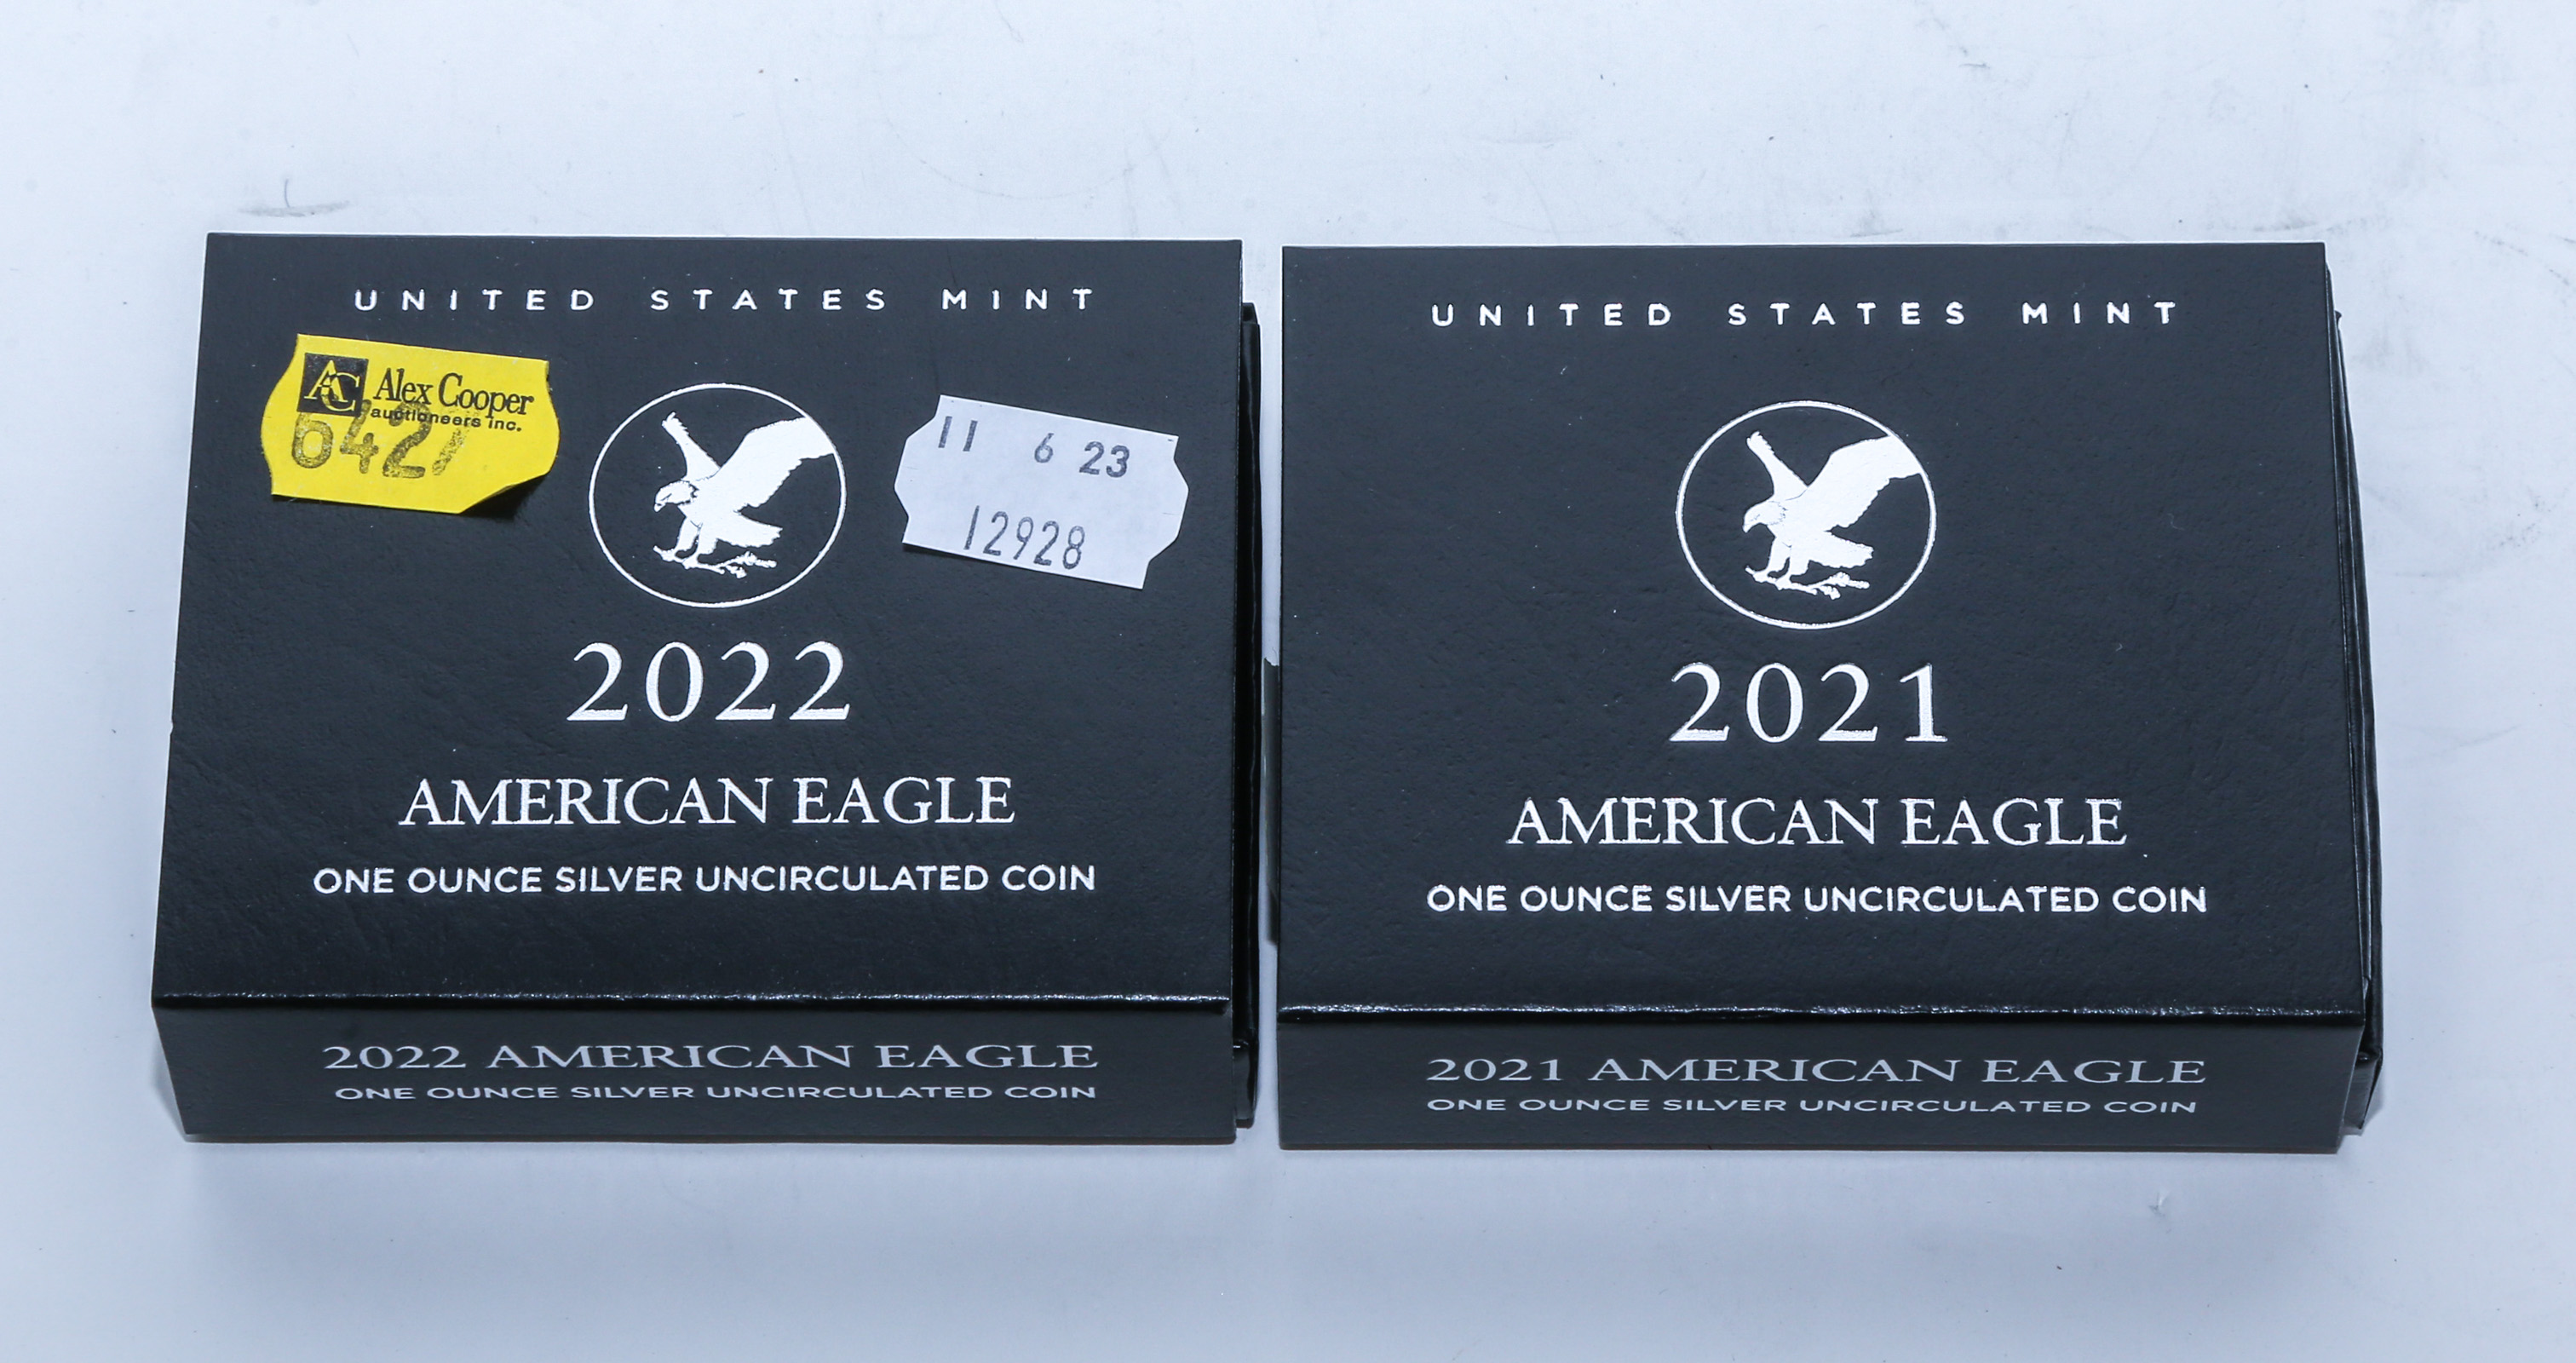 UNITED STATES MINT
AC Alex Cooper
auctioneers inc.
11 6 23
12928
2022
AMERICAN EAGLE
ONE OUNCE SILVER UNCIRCULATED COIN
2022 AMERICAN EAGLE
ONE OUNCE SILVER UNCIRCULATED COIN
UNITED STATES MINT
2021
AMERICAN EAGLE
ONE OUNCE SILVER UNCIRCULATED COIN
2021 AMERICAN EAGLE
ONE OUNCE SILVER UNCIRCULATED COIN